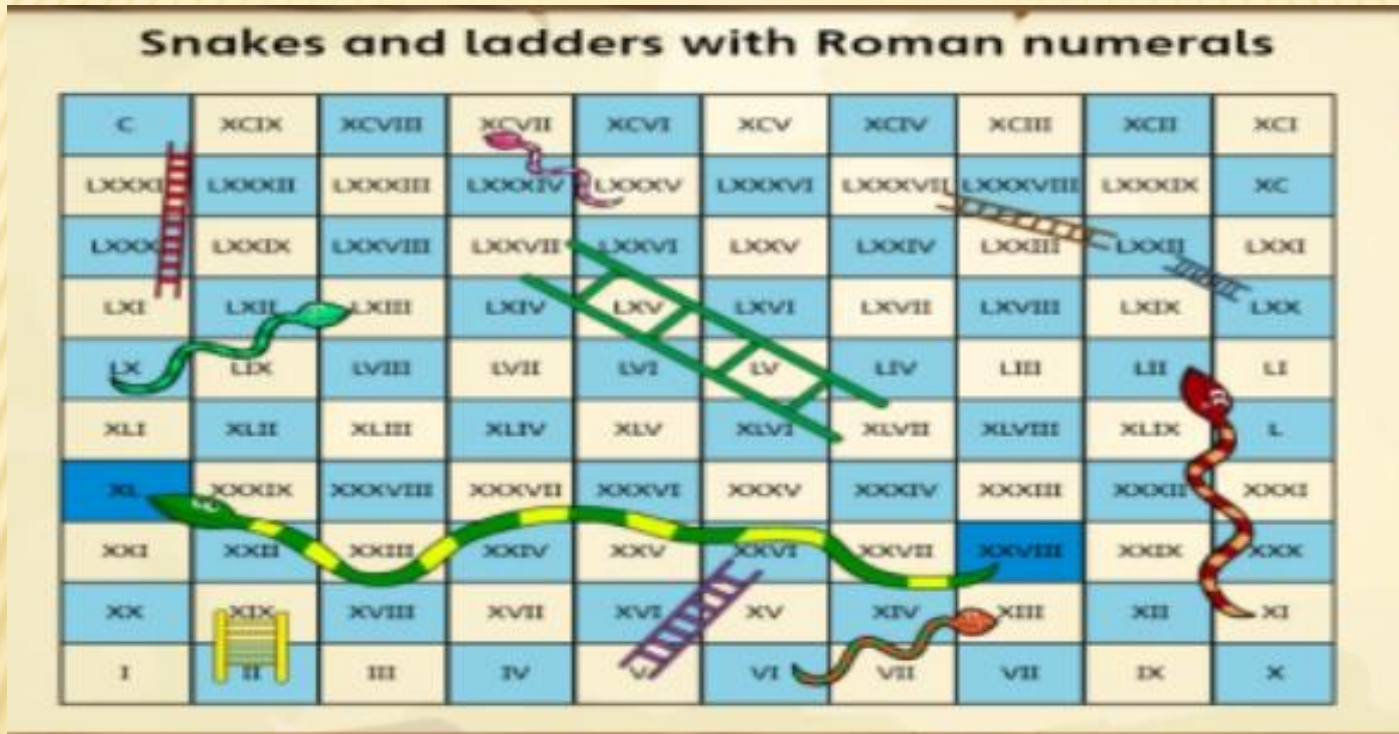 Snakes and ladders with Roman numerals
C XCIX XCVIII XCVII XCVI XCV XCIV XCIII XCII XCI
LXXXI LXXXII LXXXIII LXXXIV LXXXV LXXXVI LXXXVII LXXXVIII LXXXIX XC
LXXX LXXIX LXXVIII LXXVII LXXVI LXXV LXXIV LXXIII LXXII LXXI
LXI LXII LXIII LXIV LXV LXVI LXVII LXVIII LXIX LXX
LX LIX LVIII LVII LVI LV LIV LIII LII LI
XLI XLII XLIII XLIV XLV XLVI XLVII XLVIII XLIX L
XL XXXIX XXXVIII XXXVII XXXVI XXXV XXXIV XXXIII XXXII XXXI
XXI XXII XXIII XXIV XXV XXVI XXVII XXVIII XXIX XXX
XX XIX XVIII XVII XVI XV XIV XIII XII XI
I II III IV V VI VII VII IX X